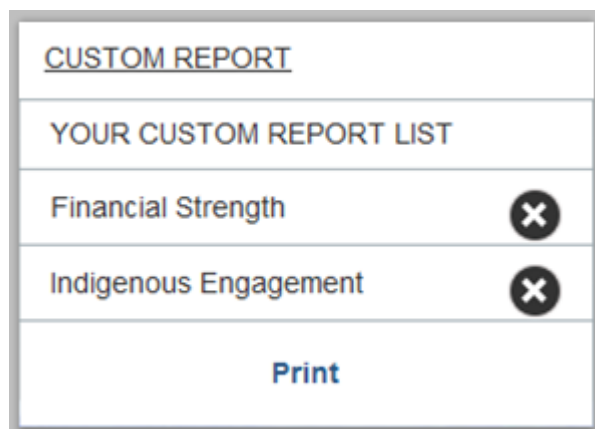 CUSTOM REPORT
YOUR CUSTOM REPORT LIST
Financial Strength
Indigenous Engagement
Print